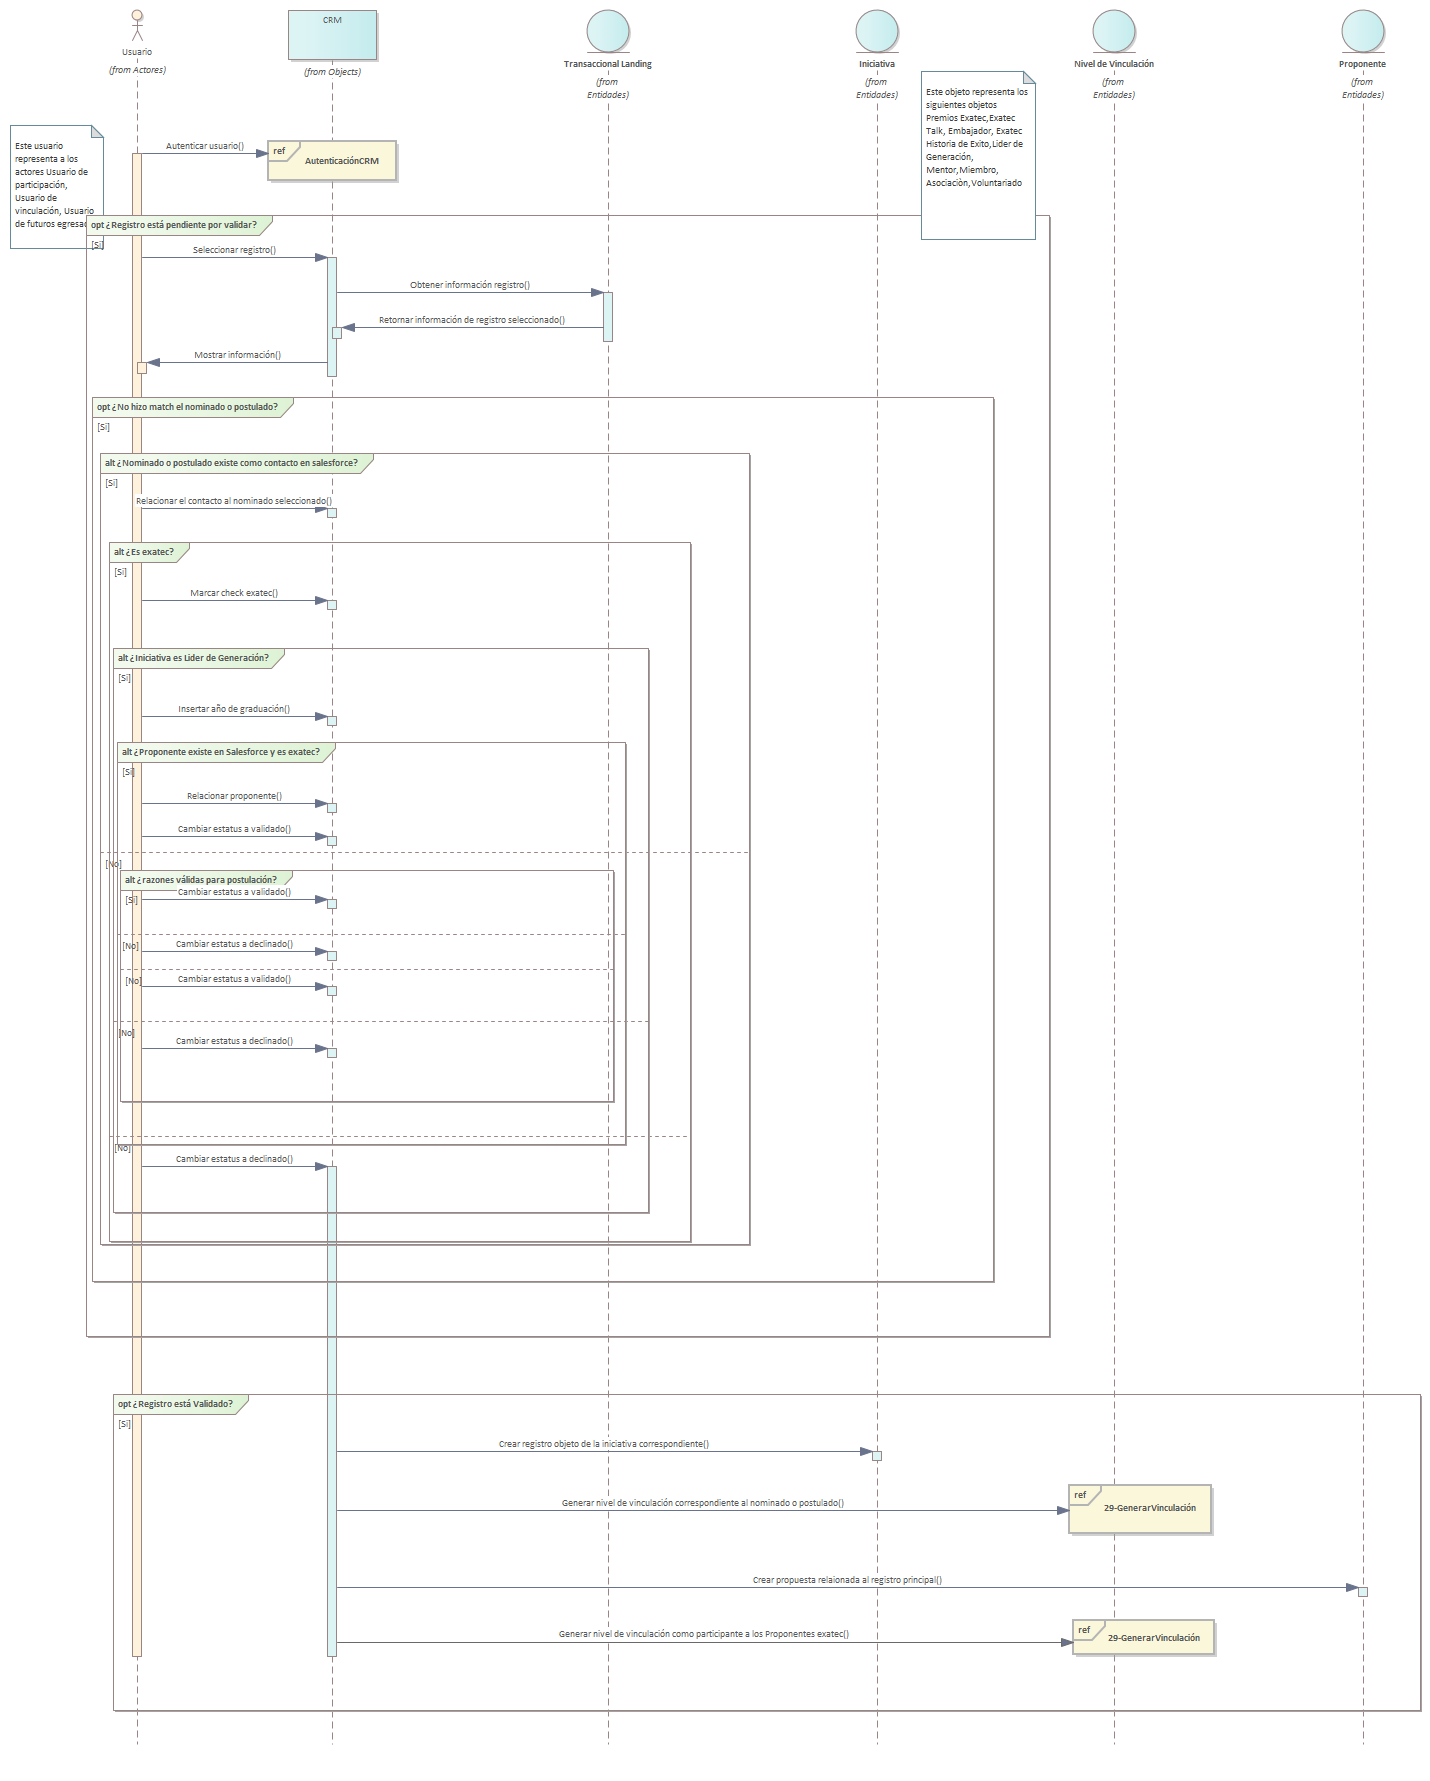 Usuario
(from Actores)
CRM
(from Objects)
Transaccional Landing
(from
Entidades)
Iniciativa
(from
Entidades)
Nivel de Vinculación
(from
Entidades)
Proponente
(from
Entidades)
Este objeto representa los
siguientes objetos
Premios Exatec,Exatec
Talk, Embajador, Exatec
Historia de Exito,Lider de
Generación,
Mentor,Miembro,
Asociaciòn,Voluntariado
Este usuario
representa a los
actores Usuario de
participación,
Usuario de
vinculación, Usuario
de futuros egresad
Autenticar usuario()
ref
AutenticaciónCRM
opt ¿Registro está pendiente por validar?
[Si]
Seleccionar registro()
Obtener información registro()
Retornar información de registro seleccionado()
Mostrar información()
opt ¿No hizo match el nominado o postulado?
[Si]
alt ¿Nominado o postulado existe como contacto en salesforce?
[Si]
Relacionar el contacto al nominado seleccionado()
alt ¿Es exatec?
[Si]
Marcar check exatec()
alt ¿Iniciativa es Lider de Generación?
[Si]
Insertar año de graduación()
alt ¿Proponente existe en Salesforce y es exatec?
[Si]
Relacionar proponente()
Cambiar estatus a validado()
[No]
alt ¿razones válidas para postulación?
Cambiar estatus a validado()
[Si]
Cambiar estatus a declinado()
[No]
Cambiar estatus a validado()
[No]
[No]
Cambiar estatus a declinado()
[No]
Cambiar estatus a declinado()
opt ¿Registro está Validado?
[Si]
Crear registro objeto de la iniciativa correspondiente()
Generar nivel de vinculación correspondiente al nominado o postulado()
ref
29-GenerarVinculación
Crear propuesta relaionada al registro principal()
Generar nivel de vinculación como participante a los Proponentes exatec()
ref
29-GenerarVinculación